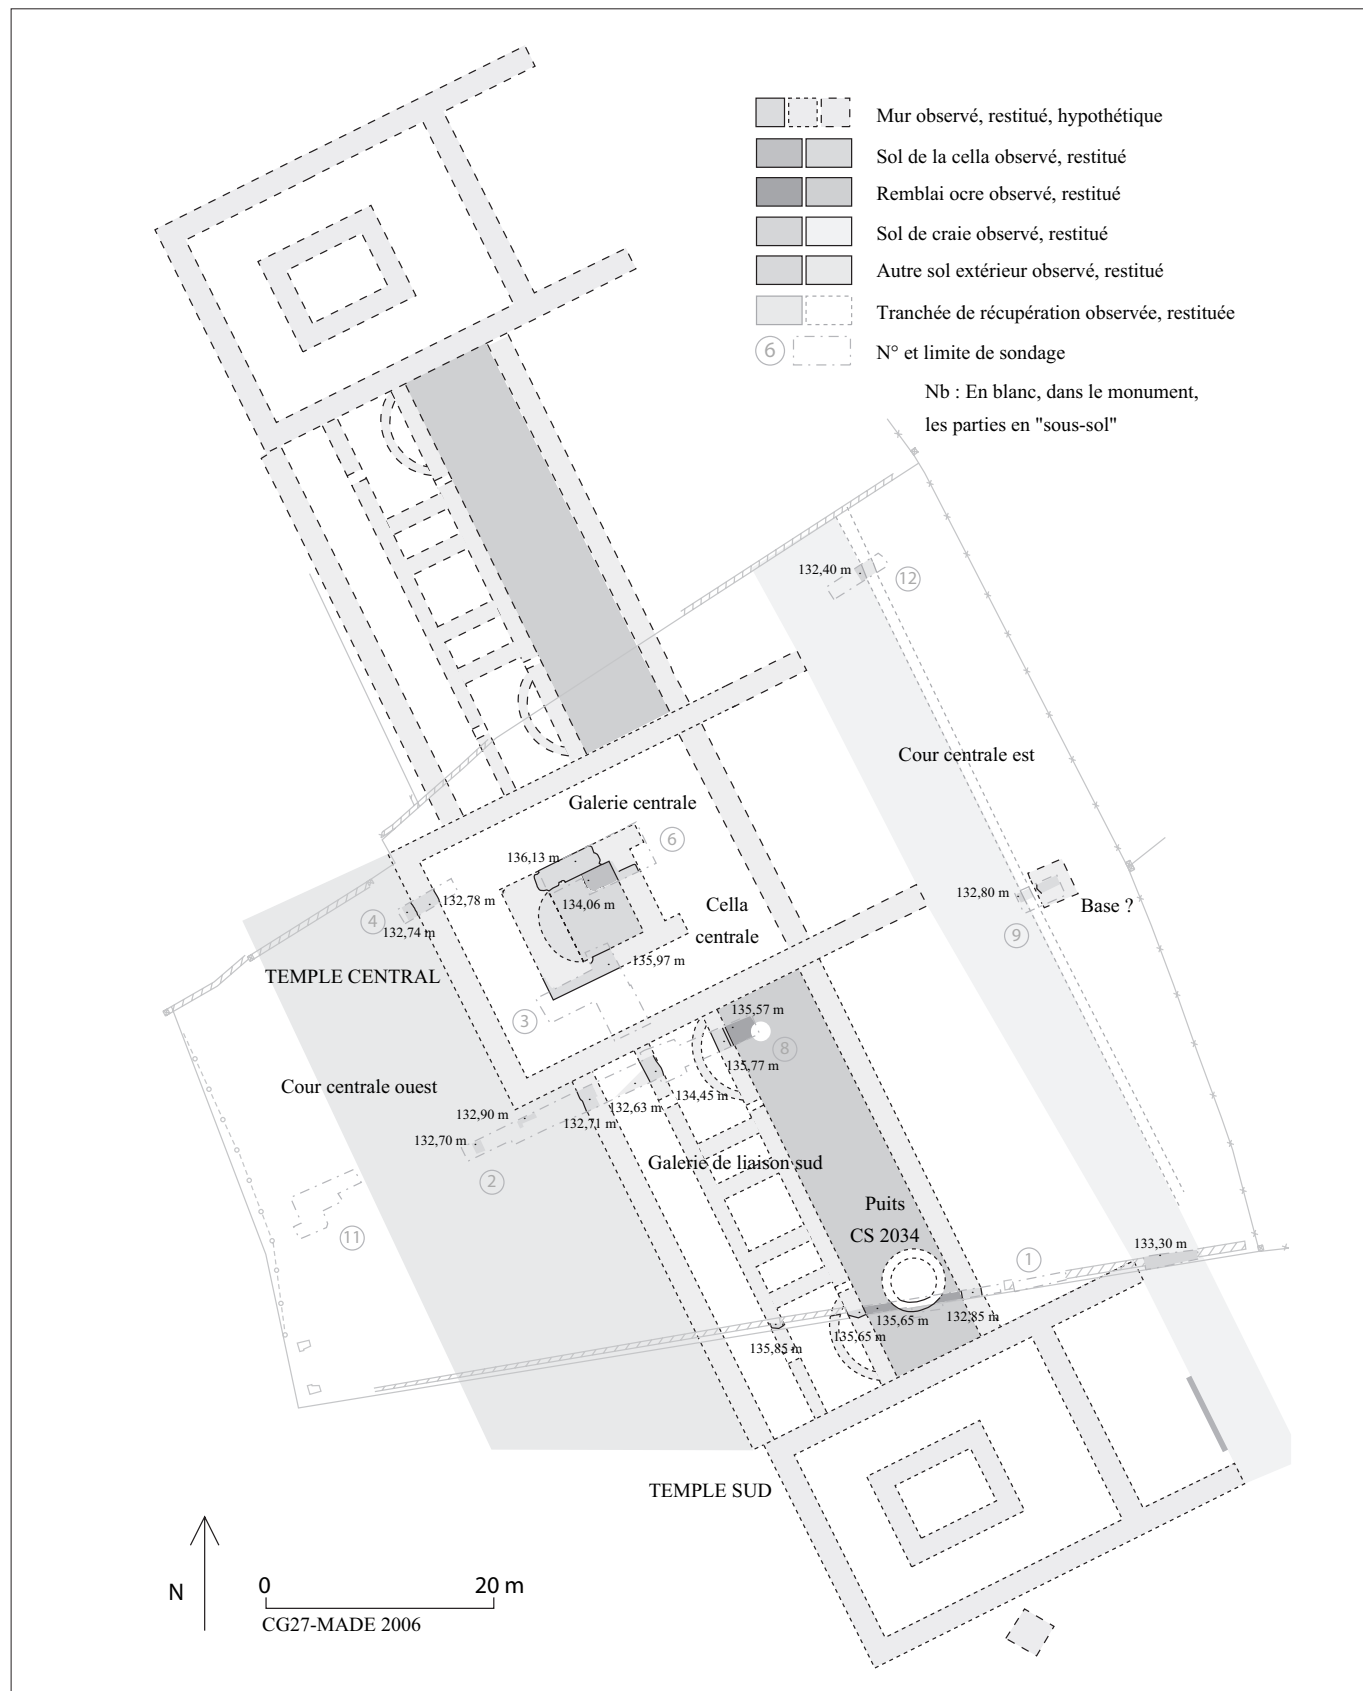 Mur observé, restitué, hypothétique
Sol de la cella observé, restitué
Remblai ocre observé, restitué
Sol de craie observé, restitué
Autre sol extérieur observé, restitué
Tranchée de récupération observée, restituée
6 N° et limite de sondage
Nb : En blanc, dans le monument,
les parties en "sous-sol"
132,40 m
12
Cour centrale est
Galerie centrale
6
136,13 m
132,78 m
134,06 m
Cella
centrale
132,80 m
Base ?
9
4
132,74 m
135,97 m
TEMPLE CENTRAL
3
135,57 m
8
135,77 m
Cour centrale ouest
132,90 m
132,71 m
132,63 m
134,45 m
132,70 m
2
Galerie de liaison sud
11
Puits
CS 2034
1
133,30 m
135,85 m
135,65 m
135,65 m
132,85 m
TEMPLE SUD
N
0 20 m
CG27-MADE 2006